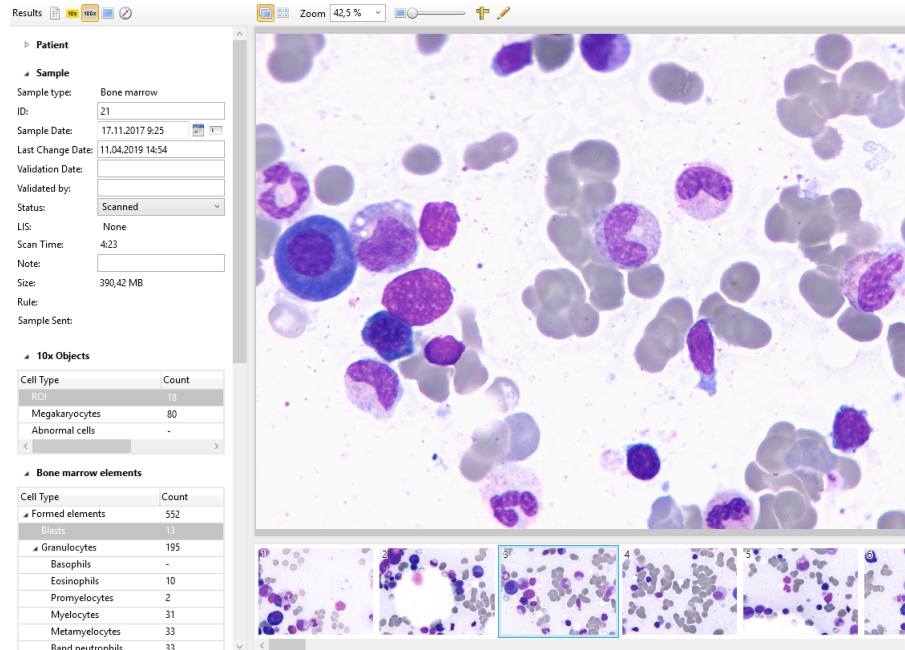 Results 10x 100x Zoom 42,5 %
Patient
Sample
Sample type: Bone marrow
ID: 21
Sample Date: 17.11.2017 9:25
Last Change Date: 11.04.2019 14:54
Validation Date:
Validated by:
Status: Scanned
LIS: None
Scan Time: 4:23
Note:
Size: 390,42 MB
Rule:
Sample Sent:
10x Objects
Cell Type Count
ROI 18
Megakaryocytes 80
Abnormal cells -
Bone marrow elements
Cell Type Count
Formed elements 552
Blasts 13
Granulocytes 195
Basophils -
Eosinophils 10
Promyelocytes 2
Myelocytes 31
Metamyelocytes 33
Band neutrophils 33
1 2 3 4 5 6